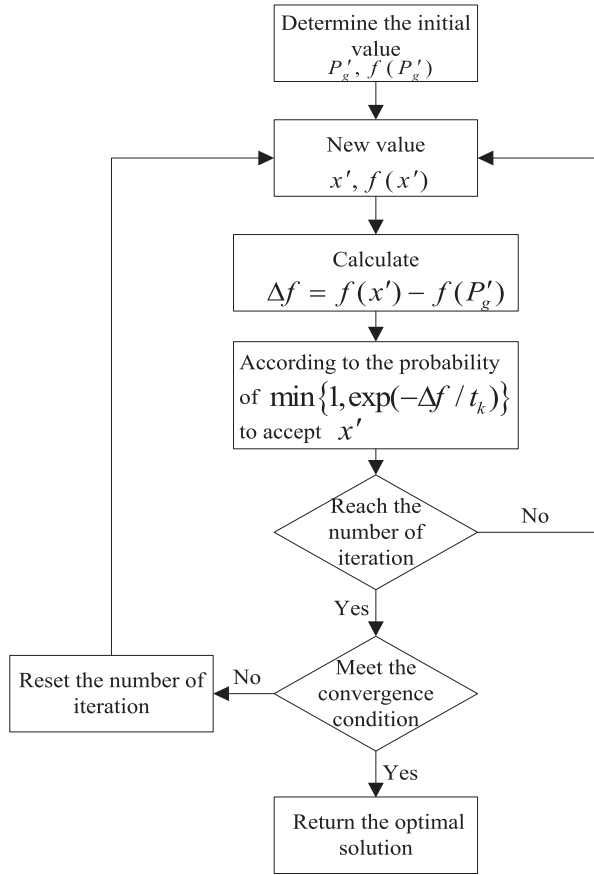 Determine the initial
value
P_g′, f(P_g′)
New value
x′, f(x′)
Calculate
Δf = f(x′) − f(P_g′)
According to the probability
of min{1,exp(−Δf / t_k)}
to accept x′
Reach the
number of
iteration
No
Yes
Meet the
convergence
condition
No
Reset the number of
iteration
Yes
Return the optimal
solution